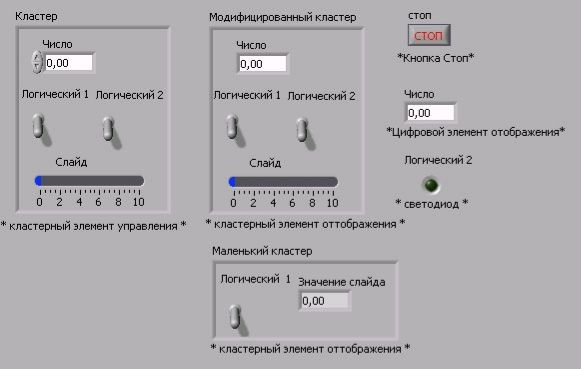 Кластер
Число
0,00
Логический 1 Логический 2
Слайд
0 2 4 6 8 10
* кластерный элемент управления *
Модифицированный кластер
Число
0,00
Логический 1 Логический 2
Слайд
0 2 4 6 8 10
* кластерный элемент оттображения *
стоп
СТОП
*Кнопка Стоп*
Число
0,00
*Цифровой элемент отображения*
Логический 2
* светодиод *
Маленький кластер
Логический 1 Значение слайда
0,00
* кластерный элемент оттображения *